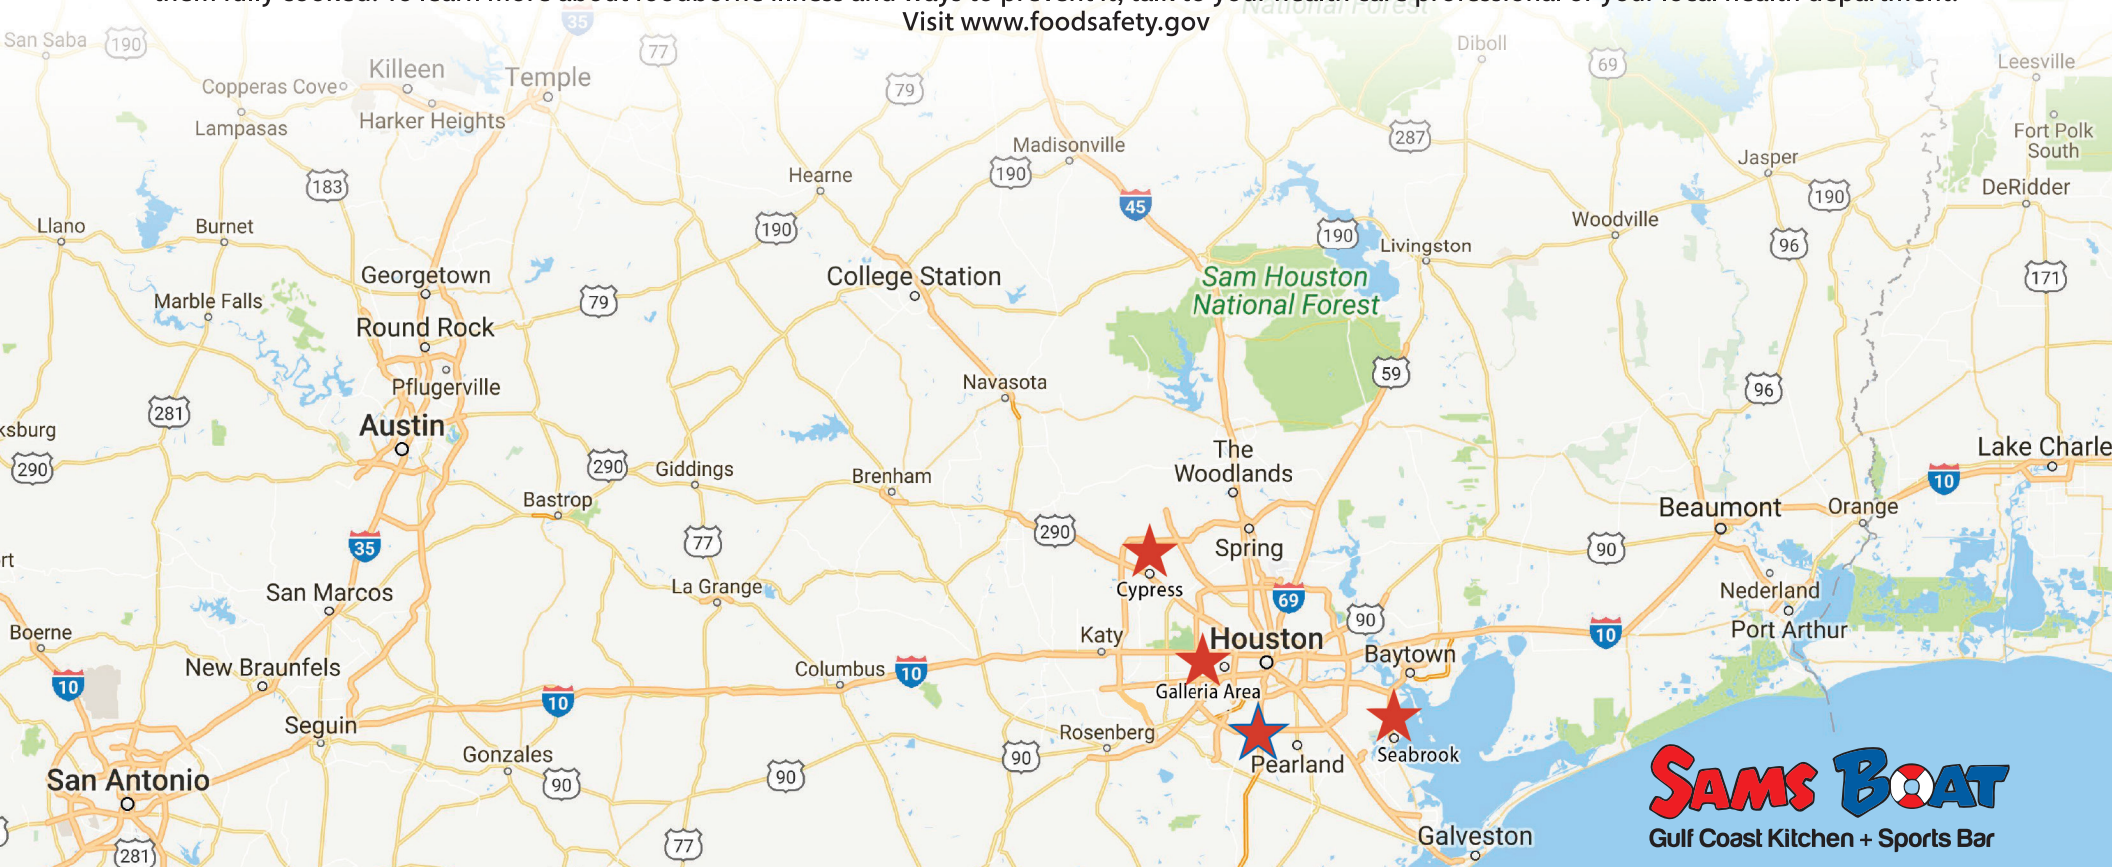 Visit www.foodsafety.gov
National Forest
35
San Saba
190
77
Diboll
69
Leesville
Killeen
Temple
Copperas Cove
79
Lampasas
Harker Heights
287
Fort Polk
South
Madisonville
Jasper
183
Hearne
190
190
DeRidder
45
Llano
Burnet
190
190
Livingston
Woodville
96
Georgetown
College Station
Sam Houston
National Forest
171
Marble Falls
79
Round Rock
Pflugerville
Navasota
59
96
281
Austin
ksburg
290
290
Giddings
Brenham
The
Woodlands
Lake Charle
10
Bastrop
Beaumont
Orange
35
77
290
Spring
90
San Marcos
La Grange
Cypress
69
Nederland
90
Boerne
Katy
Houston
10
Port Arthur
10
New Braunfels
Columbus
10
Baytown
10
Galleria Area
Seguin
Rosenberg
Gonzales
90
90
90
Pearland
Seabrook
San Antonio
281
77
Galveston
SAMS BOAT
Gulf Coast Kitchen + Sports Bar
rt